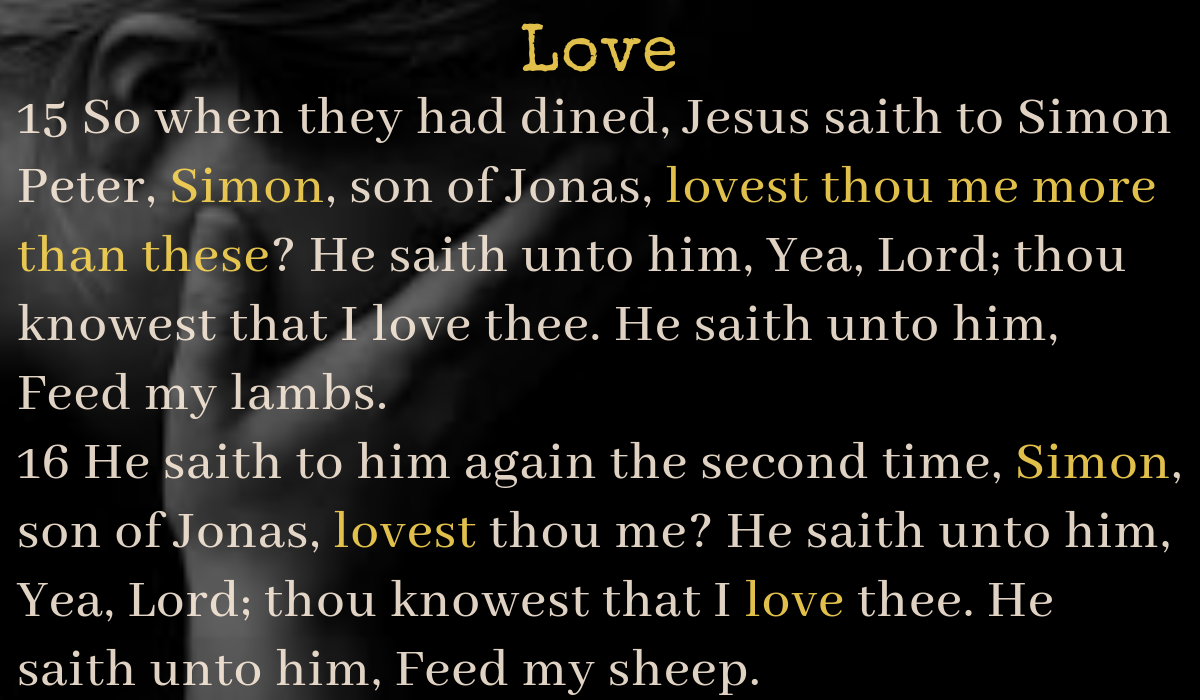 Love
15 So when they had dined, Jesus saith to Simon
Peter, Simon, son of Jonas, lovest thou me more
than these? He saith unto him, Yea, Lord; thou
knowest that I love thee. He saith unto him,
Feed my lambs.
16 He saith to him again the second time, Simon,
son of Jonas, lovest thou me? He saith unto him,
Yea, Lord; thou knowest that I love thee. He
saith unto him, Feed my sheep.